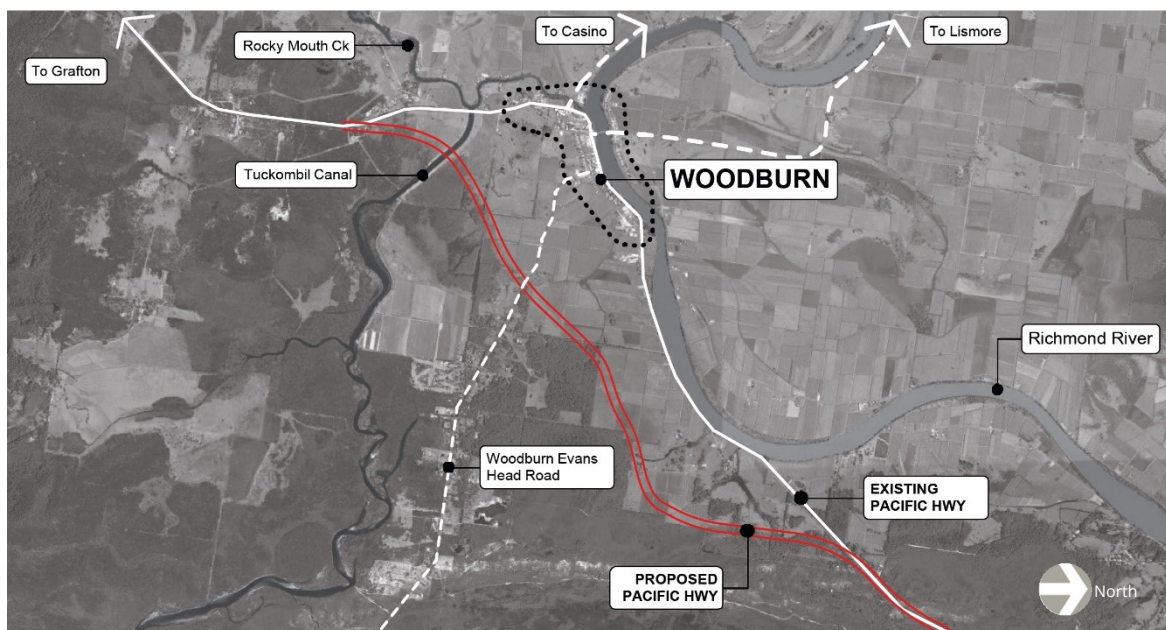 Rocky Mouth Ck
To Casino
To Lismore
To Grafton
Tuckombil Canal
WOODBURN
Richmond River
Woodburn Evans
Head Road
EXISTING
PACIFIC HWY
PROPOSED
PACIFIC HWY
North